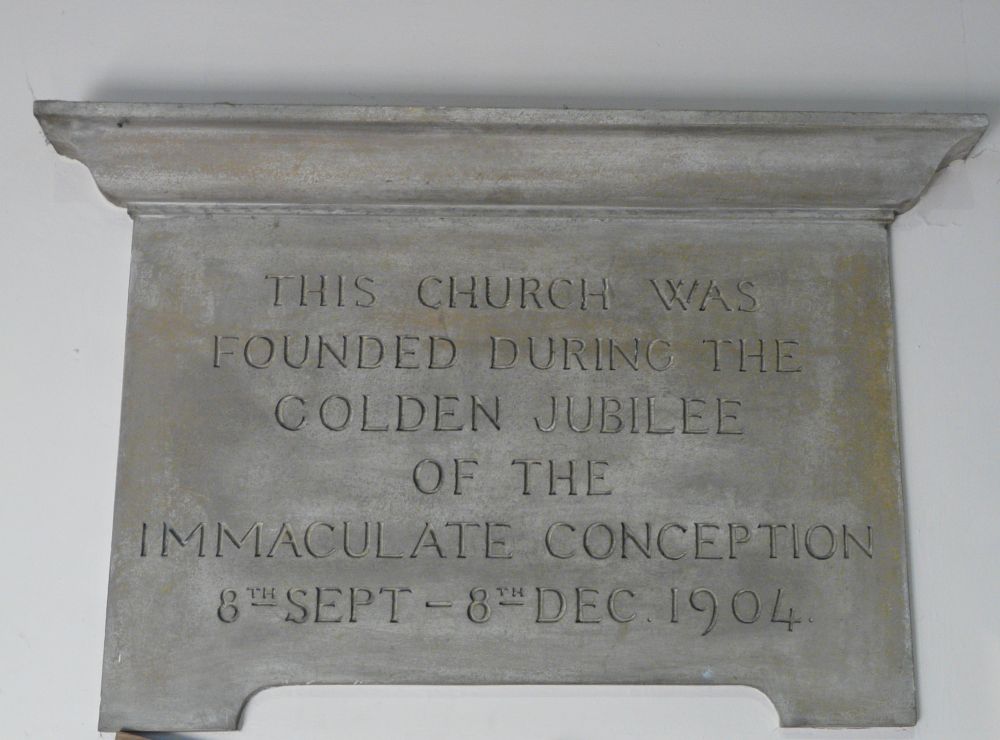 THIS CHURCH WAS
FOUNDED DURING THE
GOLDEN JUBILEE
OF THE
IMMACULATE CONCEPTION
8TH SEPT – 8TH DEC. 1904.